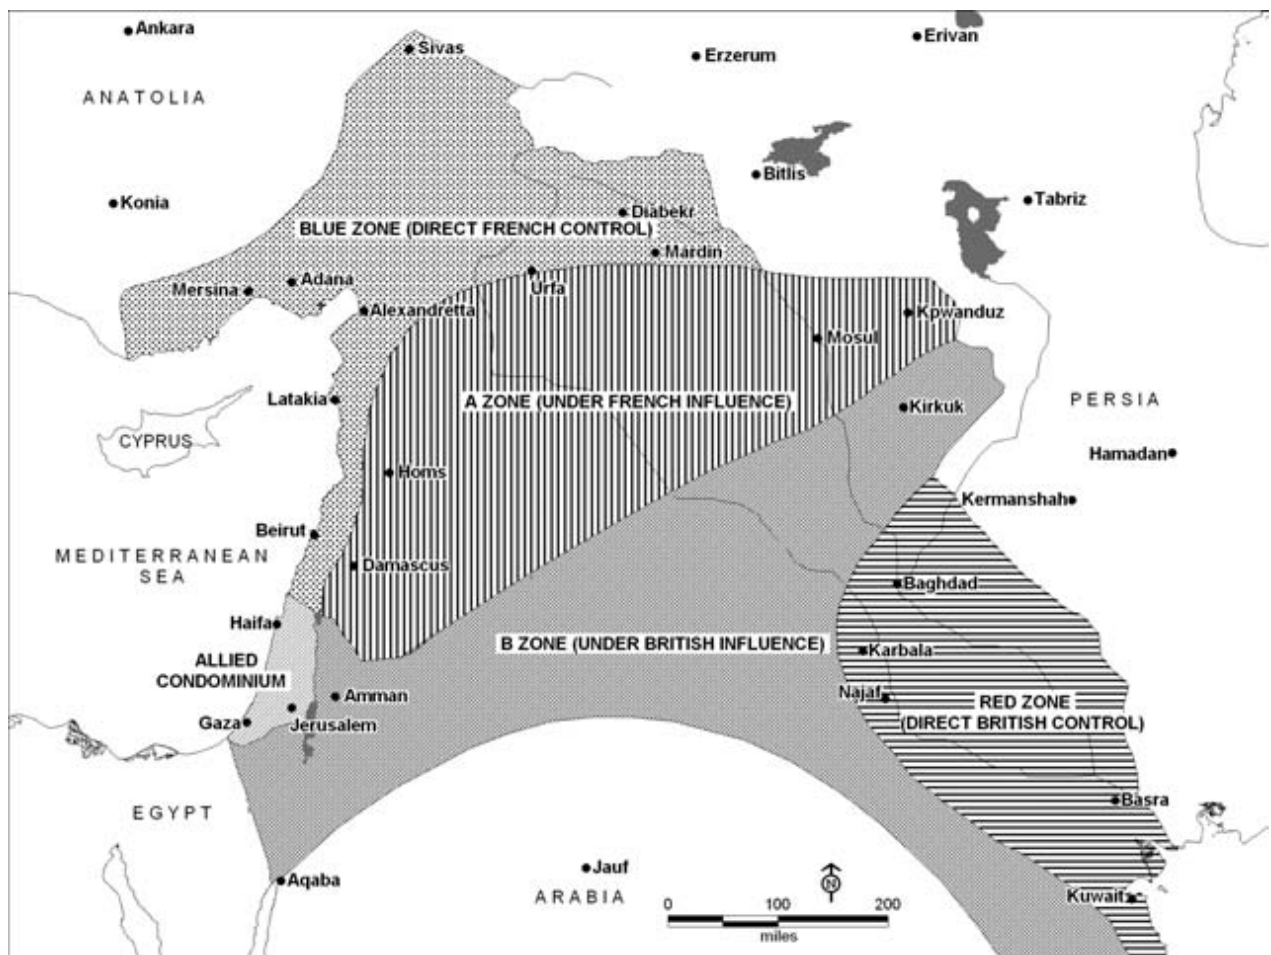 Ankara
Sivas
Erzerum
Erivan
ANATOLIA
Bitlis
Tabriz
Konia
Diabekr
BLUE ZONE (DIRECT FRENCH CONTROL)
Mardin
Mersina
Adana
Urfa
Alexandretta
Kpwanduz
Mosul
Latakia
A ZONE (UNDER FRENCH INFLUENCE)
Kirkuk
PERSIA
CYPRUS
Hamadan
Homs
Kermanshah
Beirut
MEDITERRANEAN
SEA
Damascus
Baghdad
Haifa
B ZONE (UNDER BRITISH INFLUENCE)
Karbala
ALLIED
CONDOMINIUM
Amman
Najaf
RED ZONE
(DIRECT BRITISH CONTROL)
Gaza
Jerusalem
Basra
EGYPT
Jauf
Aqaba
ARABIA
N
Kuwait
0 100 200
miles